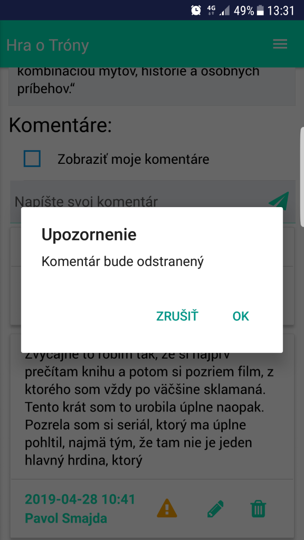 4G 49% 13:31
Hra o Tróny
kombináciou mýtov, histórie a osobných
príbehov.“
Komentáre:
Zobraziť moje komentáre
Napíšte svoj komentár
Upozornenie
Komentár bude odstranený
ZRUŠIŤ OK
Zvyčajne to robím tak, že si najprv
prečítam knihu a potom si pozriem film, z
ktorého som vždy po väčšine sklamaná.
Tento krát som to urobila úplne naopak.
Pozrela som si seriál, ktorý ma úplne
pohltil, najmä tým, že tam nie je jeden
hlavný hrdina, ktorý
2019-04-28 10:41
Pavol Smajda